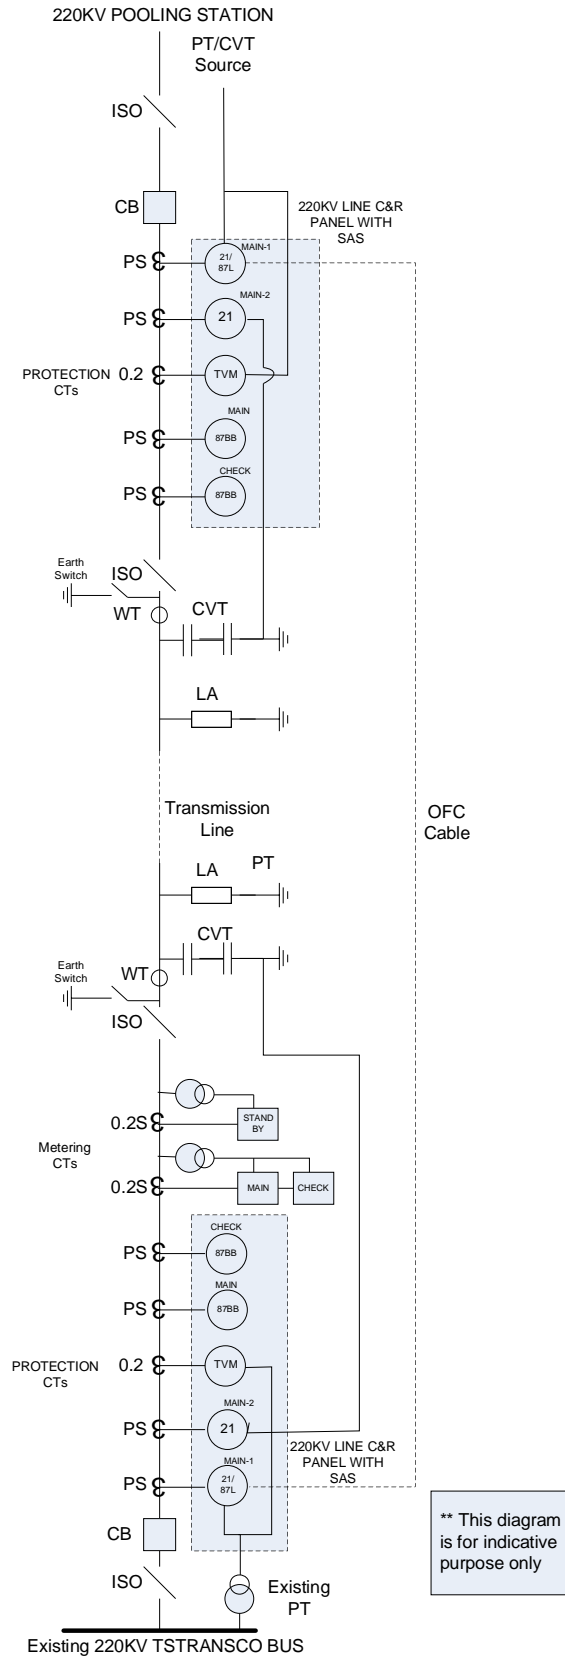 220KV POOLING STATION
PT/CVT
Source
ISO
CB
220KV LINE C&R
PANEL WITH
SAS
PS
21/
87L
MAIN-1
PS
21
MAIN-2
PROTECTION
CTs
0.2
TVM
PS
MAIN
87BB
PS
CHECK
87BB
Earth
Switch
ISO
WT
CVT
LA
Transmission
Line
OFC
Cable
LA
PT
CVT
Earth
Switch
WT
ISO
0.2S
STAND
BY
Metering
CTs
0.2S
MAIN
CHECK
PS
CHECK
87BB
PS
MAIN
87BB
PROTECTION
CTs
0.2
TVM
PS
MAIN-2
21
220KV LINE C&R
PANEL WITH
SAS
PS
MAIN-1
21/
87L
CB
** This diagram
is for indicative
purpose only
ISO
Existing
PT
Existing 220KV TSTRANSCO BUS